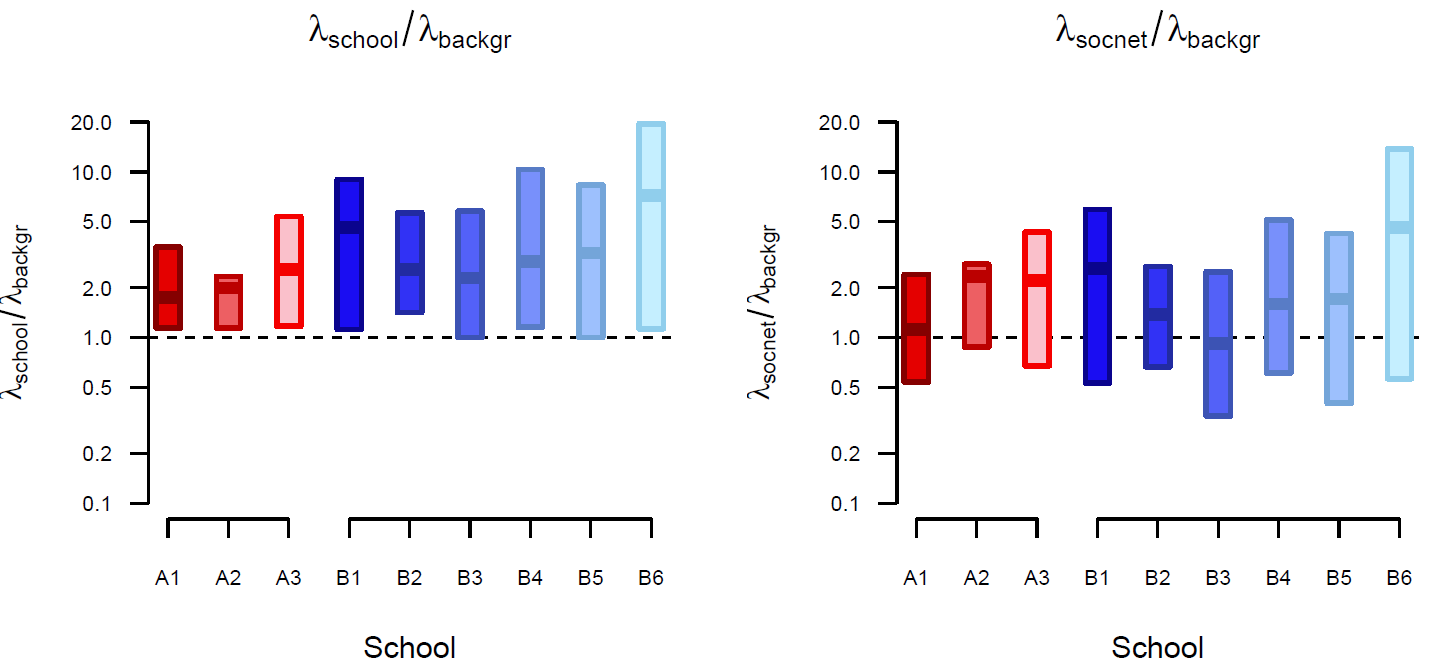 λschool/λbackgr
λschool/λbackgr
20.0
10.0
5.0
2.0
1.0
0.5
0.2
0.1
A1 A2 A3 B1 B2 B3 B4 B5 B6
School
λsocnet/λbackgr
λsocnet/λbackgr
20.0
10.0
5.0
2.0
1.0
0.5
0.2
0.1
A1 A2 A3 B1 B2 B3 B4 B5 B6
School